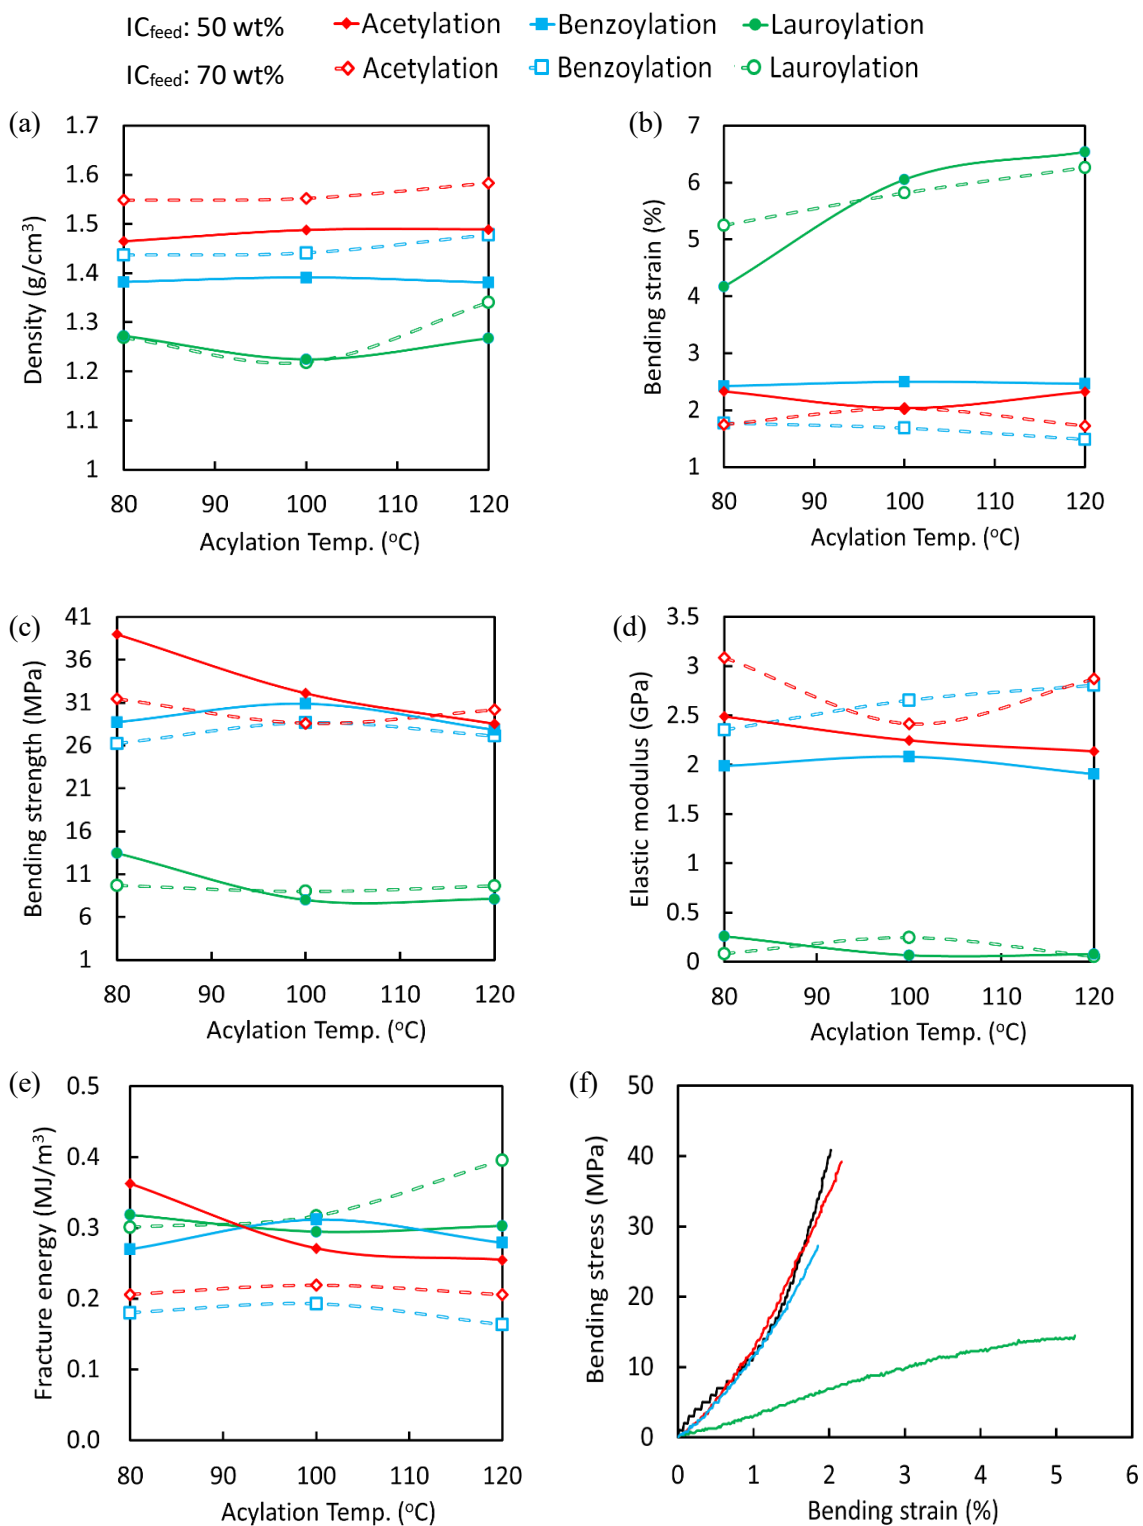 IC_feed: 50 wt% Acetylation Benzoylation Lauroylation
IC_feed: 70 wt% Acetylation Benzoylation Lauroylation
(a)
1.7
1.6
1.5
1.4
1.3
1.2
1.1
1
Density (g/cm³)
80 90 100 110 120
Acylation Temp. (°C)
(b)
7
6
5
4
3
2
1
Bending strain (%)
80 90 100 110 120
Acylation Temp. (°C)
(c)
41
36
31
26
21
16
11
6
1
Bending strength (MPa)
80 90 100 110 120
Acylation Temp. (°C)
(d)
3.5
3
2.5
2
1.5
1
0.5
0
Elastic modulus (GPa)
80 90 100 110 120
Acylation Temp. (°C)
(e)
0.5
0.4
0.3
0.2
0.1
0.0
Fracture energy (MJ/m³)
80 90 100 110 120
Acylation Temp. (°C)
(f)
50
40
30
20
10
0
Bending stress (MPa)
0 1 2 3 4 5 6
Bending strain (%)